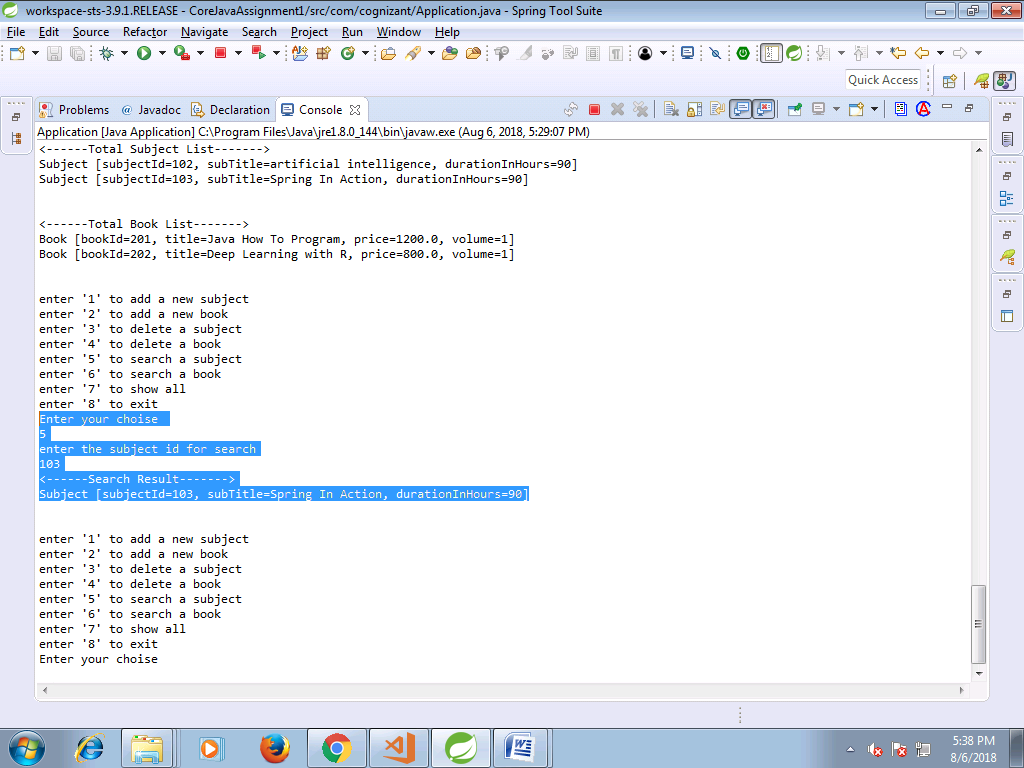 workspace-sts-3.9.1.RELEASE - CoreJavaAssignment1/src/com/cognizant/Application.java - Spring Tool Suite
File Edit Source Refactor Navigate Search Project Run Window Help
Quick Access
Problems @ Javadoc Declaration Console
Application [Java Application] C:\Program Files\Java\jre1.8.0_144\bin\javaw.exe (Aug 6, 2018, 5:29:07 PM)
<------Total Subject List------->
Subject [subjectId=102, subTitle=artificial intelligence, durationInHours=90]
Subject [subjectId=103, subTitle=Spring In Action, durationInHours=90]
<------Total Book List------->
Book [bookId=201, title=Java How To Program, price=1200.0, volume=1]
Book [bookId=202, title=Deep Learning with R, price=800.0, volume=1]
enter '1' to add a new subject
enter '2' to add a new book
enter '3' to delete a subject
enter '4' to delete a book
enter '5' to search a subject
enter '6' to search a book
enter '7' to show all
enter '8' to exit
Enter your choise
5
enter the subject id for search
103
<------Search Result------->
Subject [subjectId=103, subTitle=Spring In Action, durationInHours=90]
enter '1' to add a new subject
enter '2' to add a new book
enter '3' to delete a subject
enter '4' to delete a book
enter '5' to search a subject
enter '6' to search a book
enter '7' to show all
enter '8' to exit
Enter your choise
5:38 PM
8/6/2018